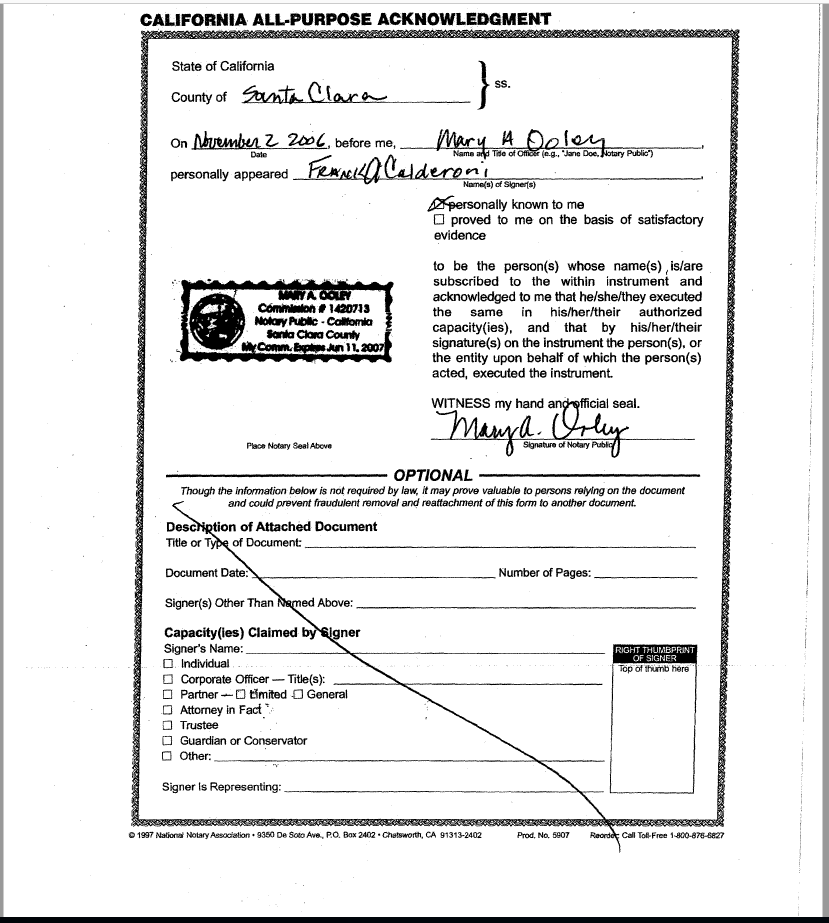 CALIFORNIA ALL-PURPOSE ACKNOWLEDGMENT
State of California
County of Santa Clara
ss.
On November 2 2006, before me, Mary A Ooley,
Date
Name and Title of Officer (e.g., "Jane Doe, Notary Public")
personally appeared Frank A Calderoni,
Name(s) of Signer(s)
personally known to me
proved to me on the basis of satisfactory
evidence
to be the person(s) whose name(s) is/are
subscribed to the within instrument and
acknowledged to me that he/she/they executed
the same in his/her/their authorized
capacity(ies), and that by his/her/their
signature(s) on the instrument the person(s), or
the entity upon behalf of which the person(s)
acted, executed the instrument.
MARY A. OOLEY
Commission # 1420713
Notary Public - California
Santa Clara County
My Comm. Expires Jun 11, 2007
WITNESS my hand and official seal.
Mary A. Ooley
Place Notary Seal Above
Signature of Notary Public
OPTIONAL
Though the information below is not required by law, it may prove valuable to persons relying on the document
and could prevent fraudulent removal and reattachment of this form to another document.
Description of Attached Document
Title or Type of Document:
Document Date: Number of Pages:
Signer(s) Other Than Named Above:
Capacity(ies) Claimed by Signer
Signer's Name:
Individual
Corporate Officer — Title(s):
Partner — Limited General
Attorney in Fact
Trustee
Guardian or Conservator
Other:
Signer Is Representing:
RIGHT THUMBPRINT
OF SIGNER
Top of thumb here
© 1997 National Notary Association • 9350 De Soto Ave., P.O. Box 2402 • Chatsworth, CA 91313-2402 Prod. No. 5907 Reorder: Call Toll-Free 1-800-876-6827